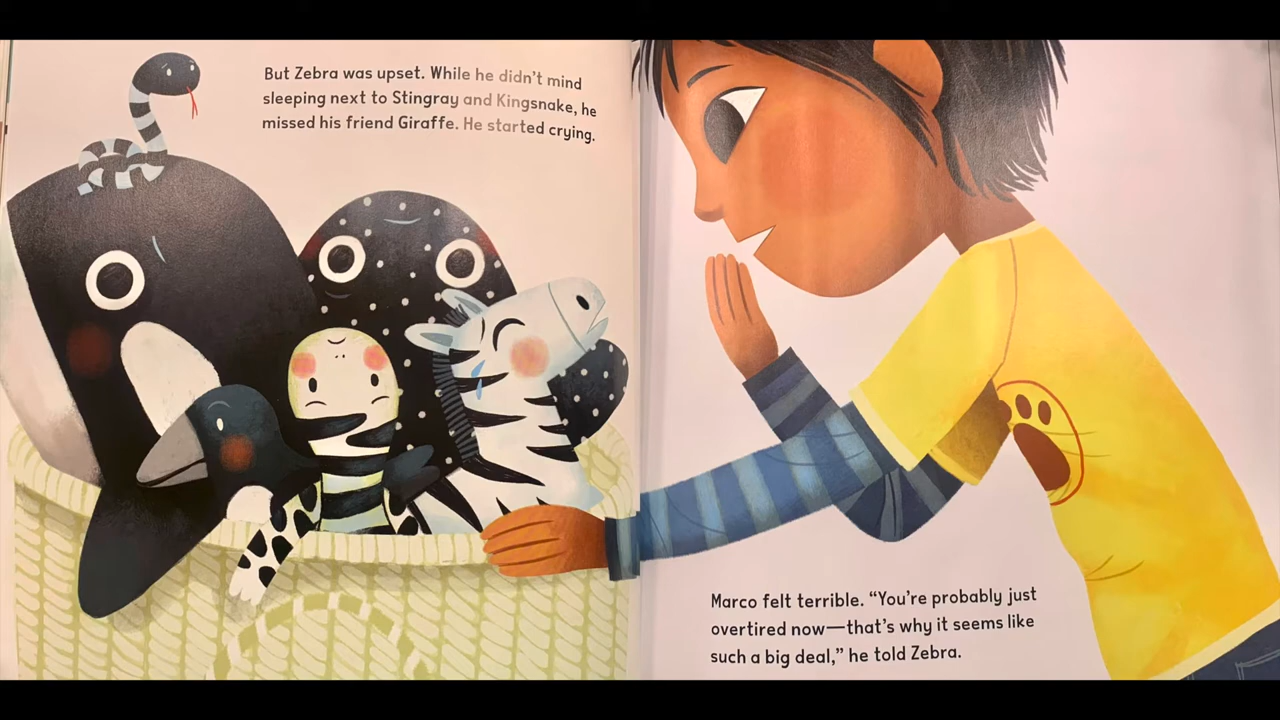 But Zebra was upset. While he didn’t mind
sleeping next to Stingray and Kingsnake, he
missed his friend Giraffe. He started crying.
Marco felt terrible. “You’re probably just
overtired now—that’s why it seems like
such a big deal,” he told Zebra.